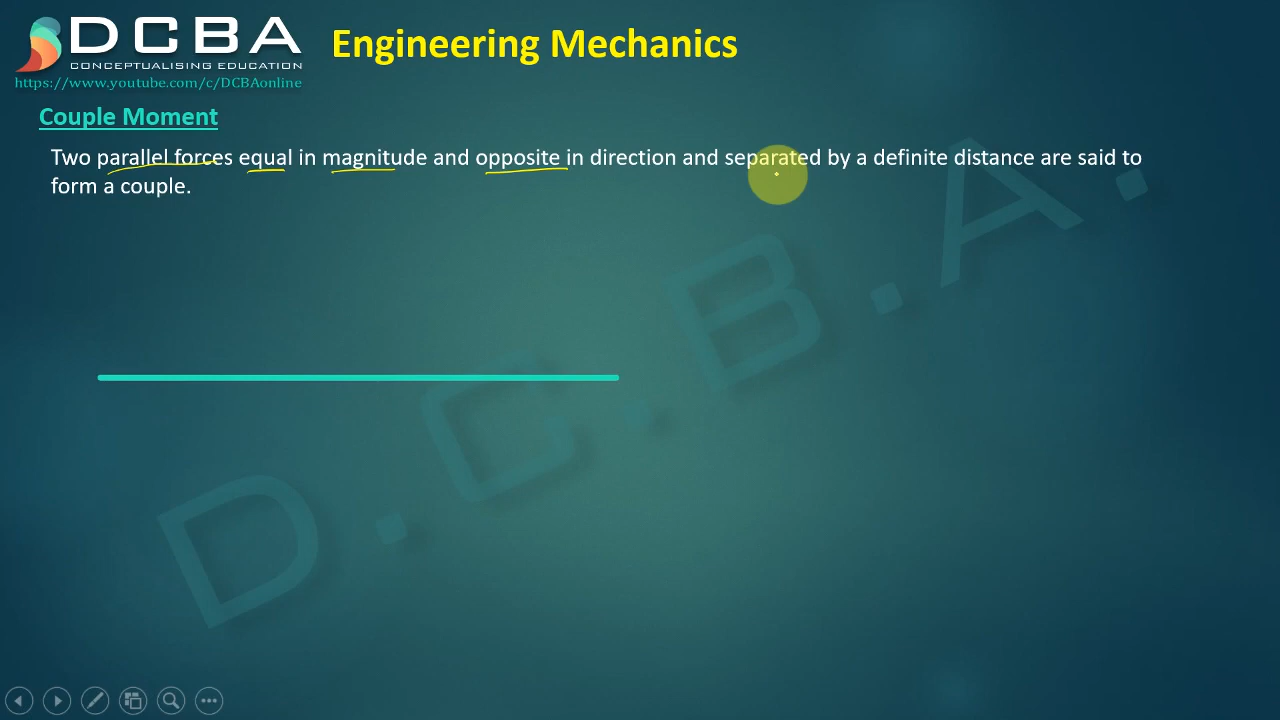 DCBA
CONCEPTUALISING EDUCATION
https://www.youtube.com/c/DCBAonline
Engineering Mechanics
Couple Moment
Two parallel forces equal in magnitude and opposite in direction and separated by a definite distance are said to
form a couple.
D.C.B.A.